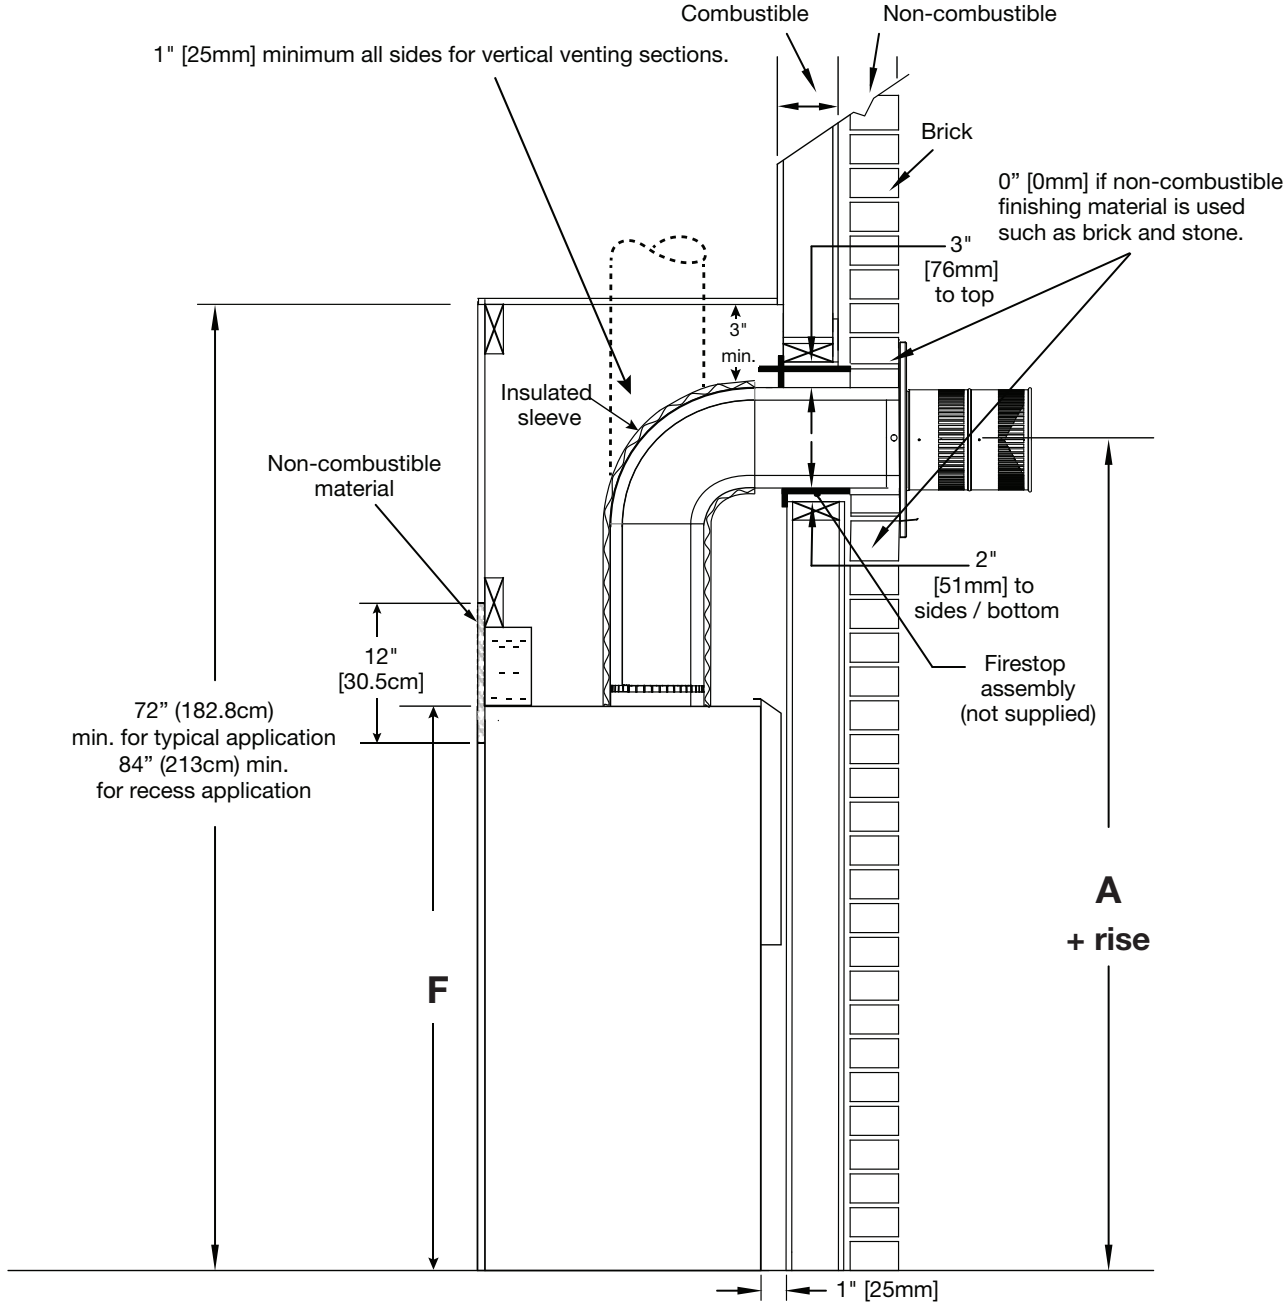 Combustible
Non-combustible
1" [25mm] minimum all sides for vertical venting sections.
Brick
0” [0mm] if non-combustible
finishing material is used
such as brick and stone.
3"
[76mm]
to top
3"
min.
Insulated
sleeve
Non-combustible
material
2"
[51mm] to
sides / bottom
12"
[30.5cm]
Firestop
assembly
(not supplied)
72” (182.8cm)
min. for typical application
84” (213cm) min.
for recess application
A
+ rise
F
1" [25mm]